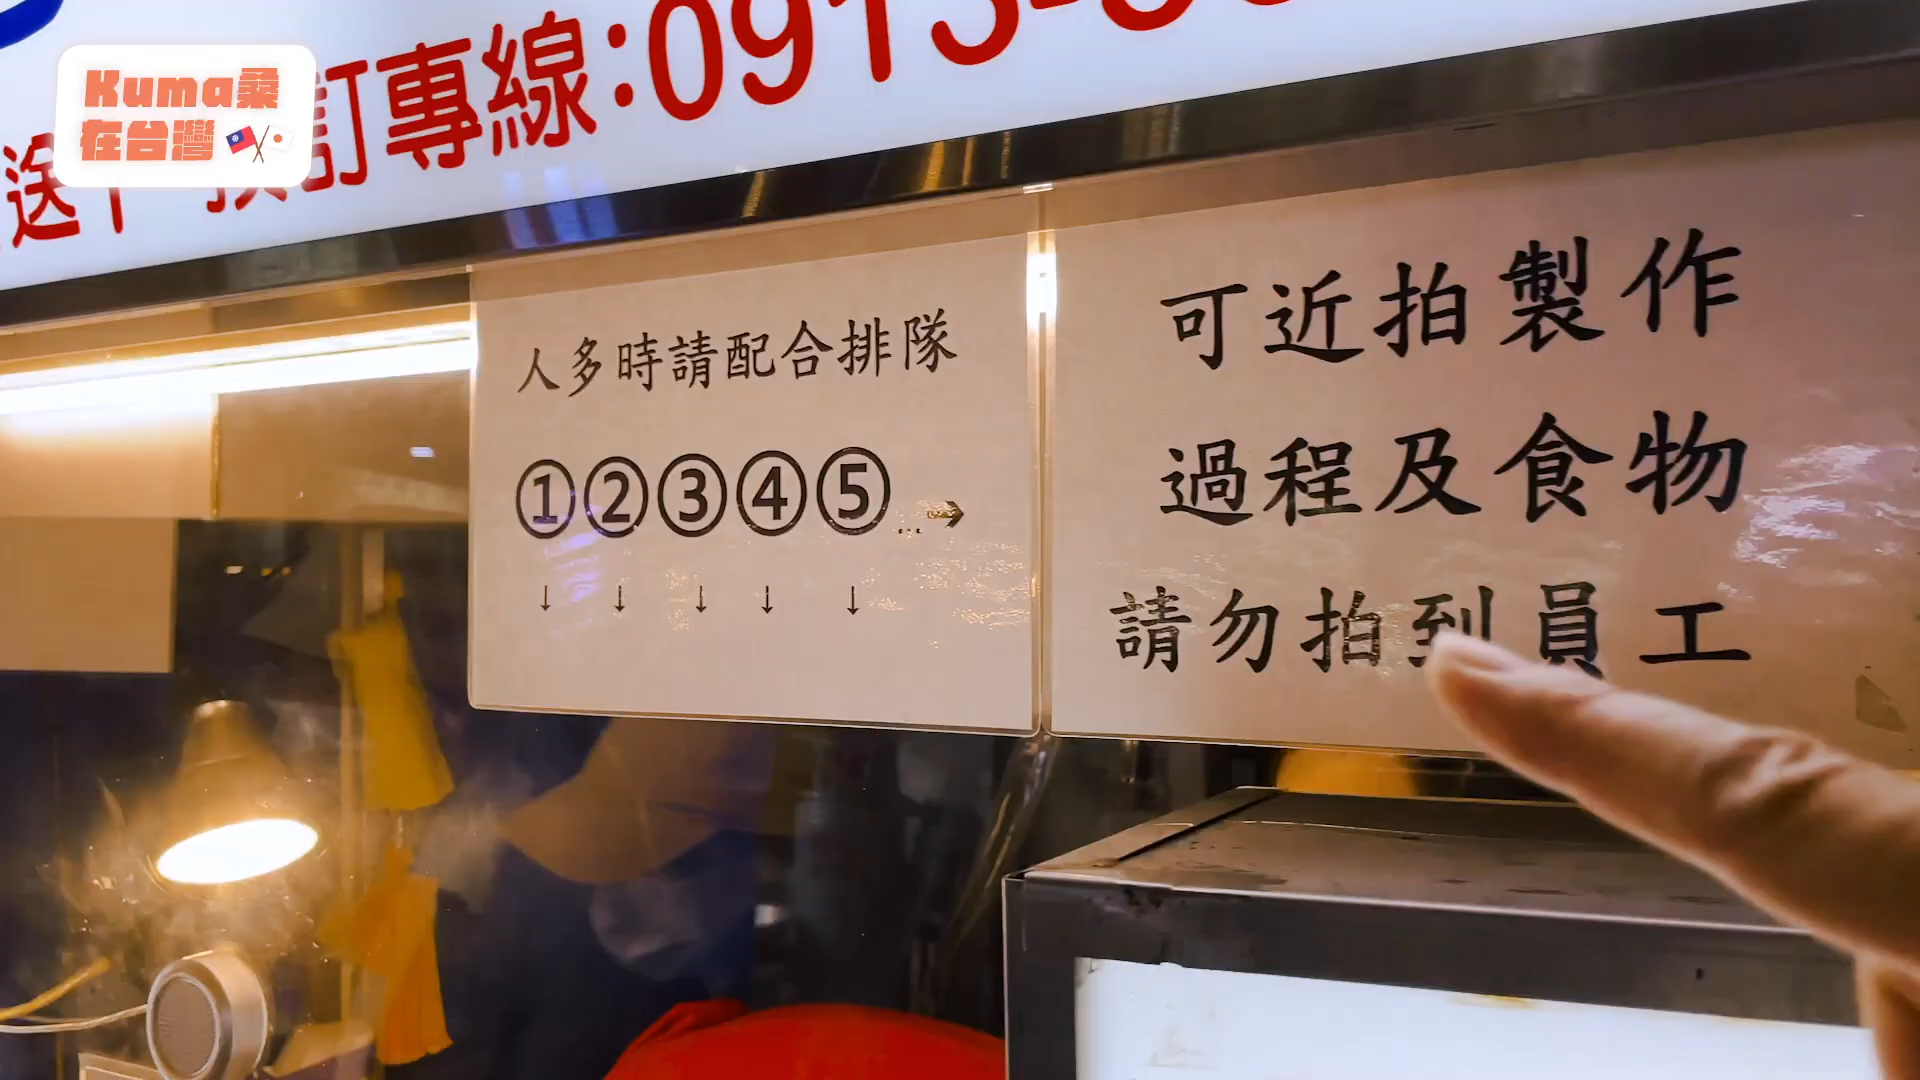 Kuma桑
在台灣
送
訂專線:0913-
人多時請配合排隊
①②③④⑤...→
↓ ↓ ↓ ↓ ↓
可近拍製作
過程及食物
請勿拍到員工